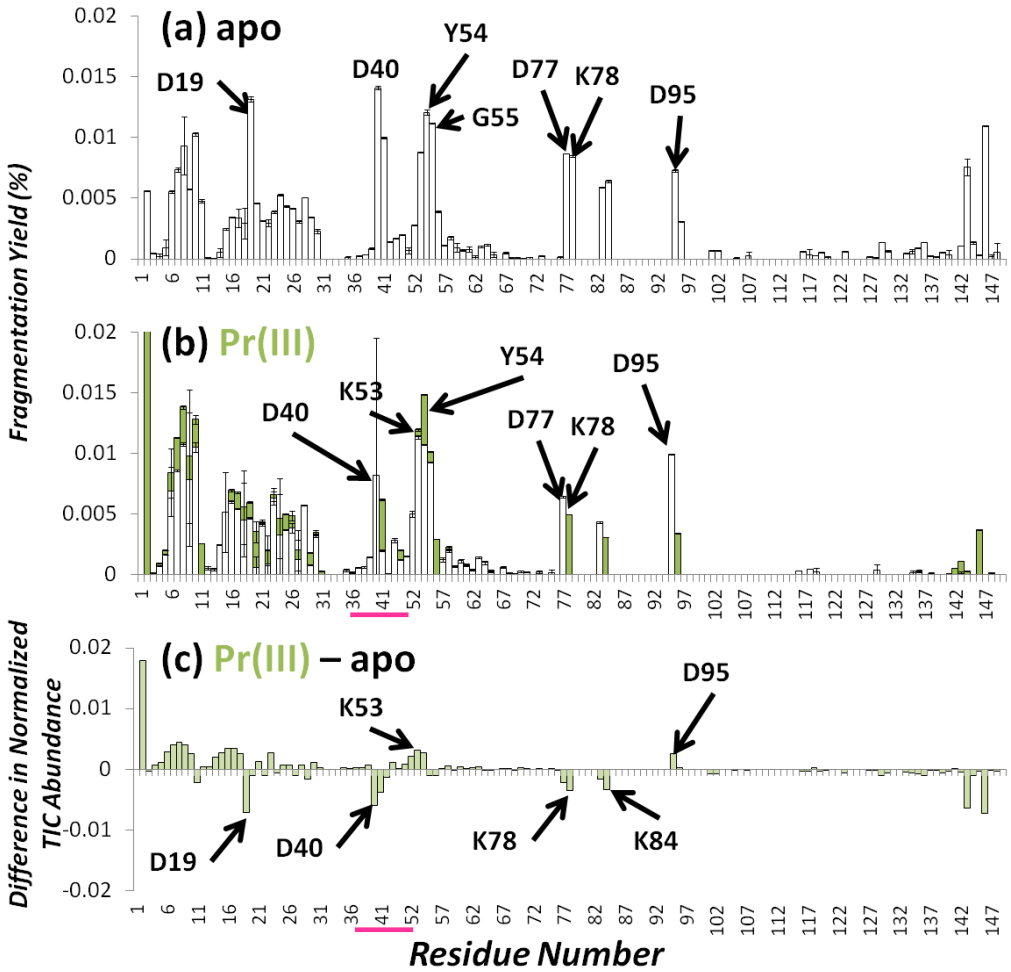 (a) apo
0.02
0.015
0.01
0.005
0
D19
D40
Y54
G55
D77
K78
D95
1 6 11 16 21 26 31 36 41 46 51 57 62 67 72 77 82 87 92 97 102 107 112 117 122 127 132 137 142 147
Fragmentation Yield (%)
(b) Pr(III)
0.02
0.015
0.01
0.005
0
D40
K53
Y54
D77
K78
D95
1 6 11 16 21 26 31 36 41 46 51 57 62 67 72 77 82 87 92 97 102 107 112 117 122 127 132 137 142 147
(c) Pr(III) – apo
0.02
0.01
0
-0.01
-0.02
D19
D40
K53
K78
K84
D95
1 6 11 16 21 26 31 36 41 46 52 57 62 67 72 77 82 87 92 97 102 107 112 117 122 127 132 137 142 147
Difference in Normalized
TIC Abundance
Residue Number